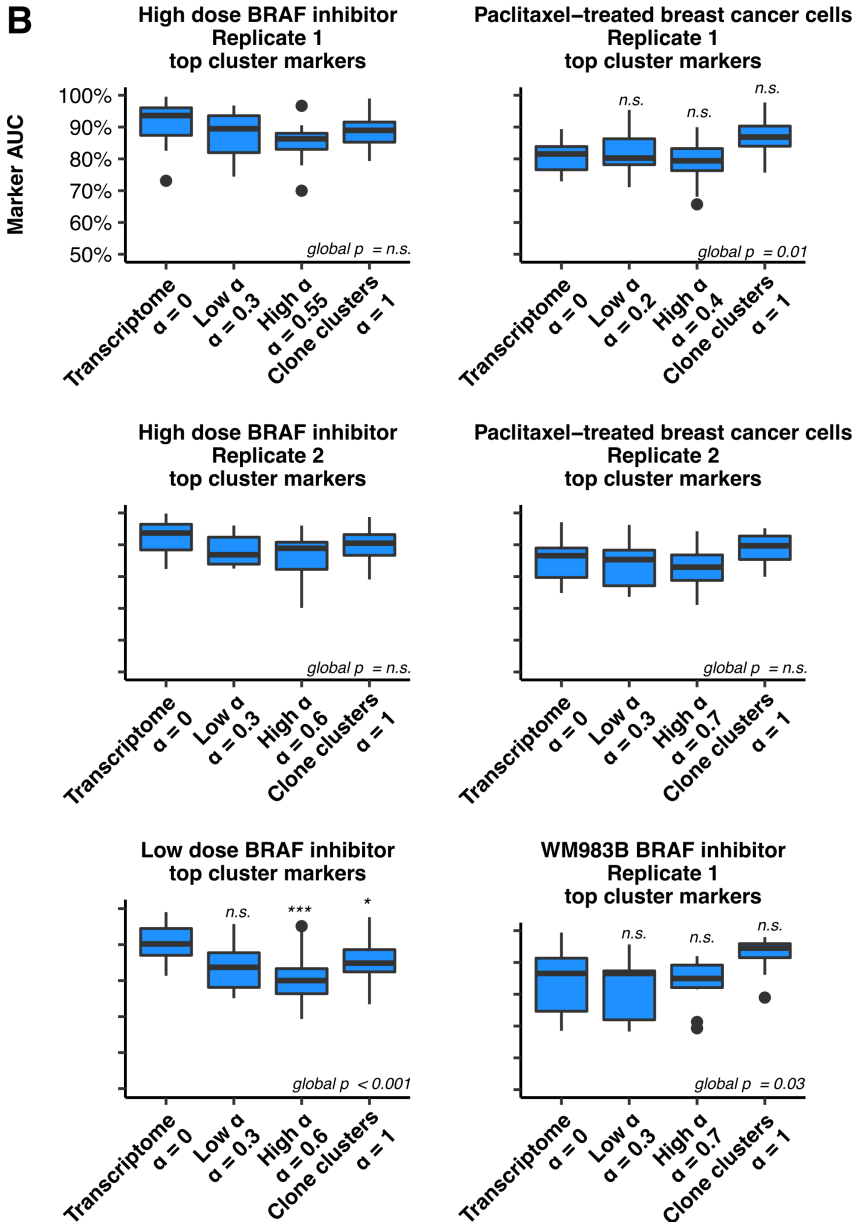 B
High dose BRAF inhibitor
Replicate 1
top cluster markers
Marker AUC
100%
90%
80%
70%
60%
50%
global p = n.s.
Transcriptome
α = 0
Low α
α = 0.3
High α
α = 0.55
Clone clusters
α = 1
Paclitaxel–treated breast cancer cells
Replicate 1
top cluster markers
n.s.
n.s.
n.s.
global p = 0.01
Transcriptome
α = 0
Low α
α = 0.2
High α
α = 0.4
Clone clusters
α = 1
High dose BRAF inhibitor
Replicate 2
top cluster markers
global p = n.s.
Transcriptome
α = 0
Low α
α = 0.3
High α
α = 0.6
Clone clusters
α = 1
Paclitaxel–treated breast cancer cells
Replicate 2
top cluster markers
global p = n.s.
Transcriptome
α = 0
Low α
α = 0.3
High α
α = 0.7
Clone clusters
α = 1
Low dose BRAF inhibitor
top cluster markers
n.s.
***
*
global p < 0.001
Transcriptome
α = 0
Low α
α = 0.3
High α
α = 0.6
Clone clusters
α = 1
WM983B BRAF inhibitor
Replicate 1
top cluster markers
n.s.
n.s.
n.s.
global p = 0.03
Transcriptome
α = 0
Low α
α = 0.3
High α
α = 0.7
Clone clusters
α = 1